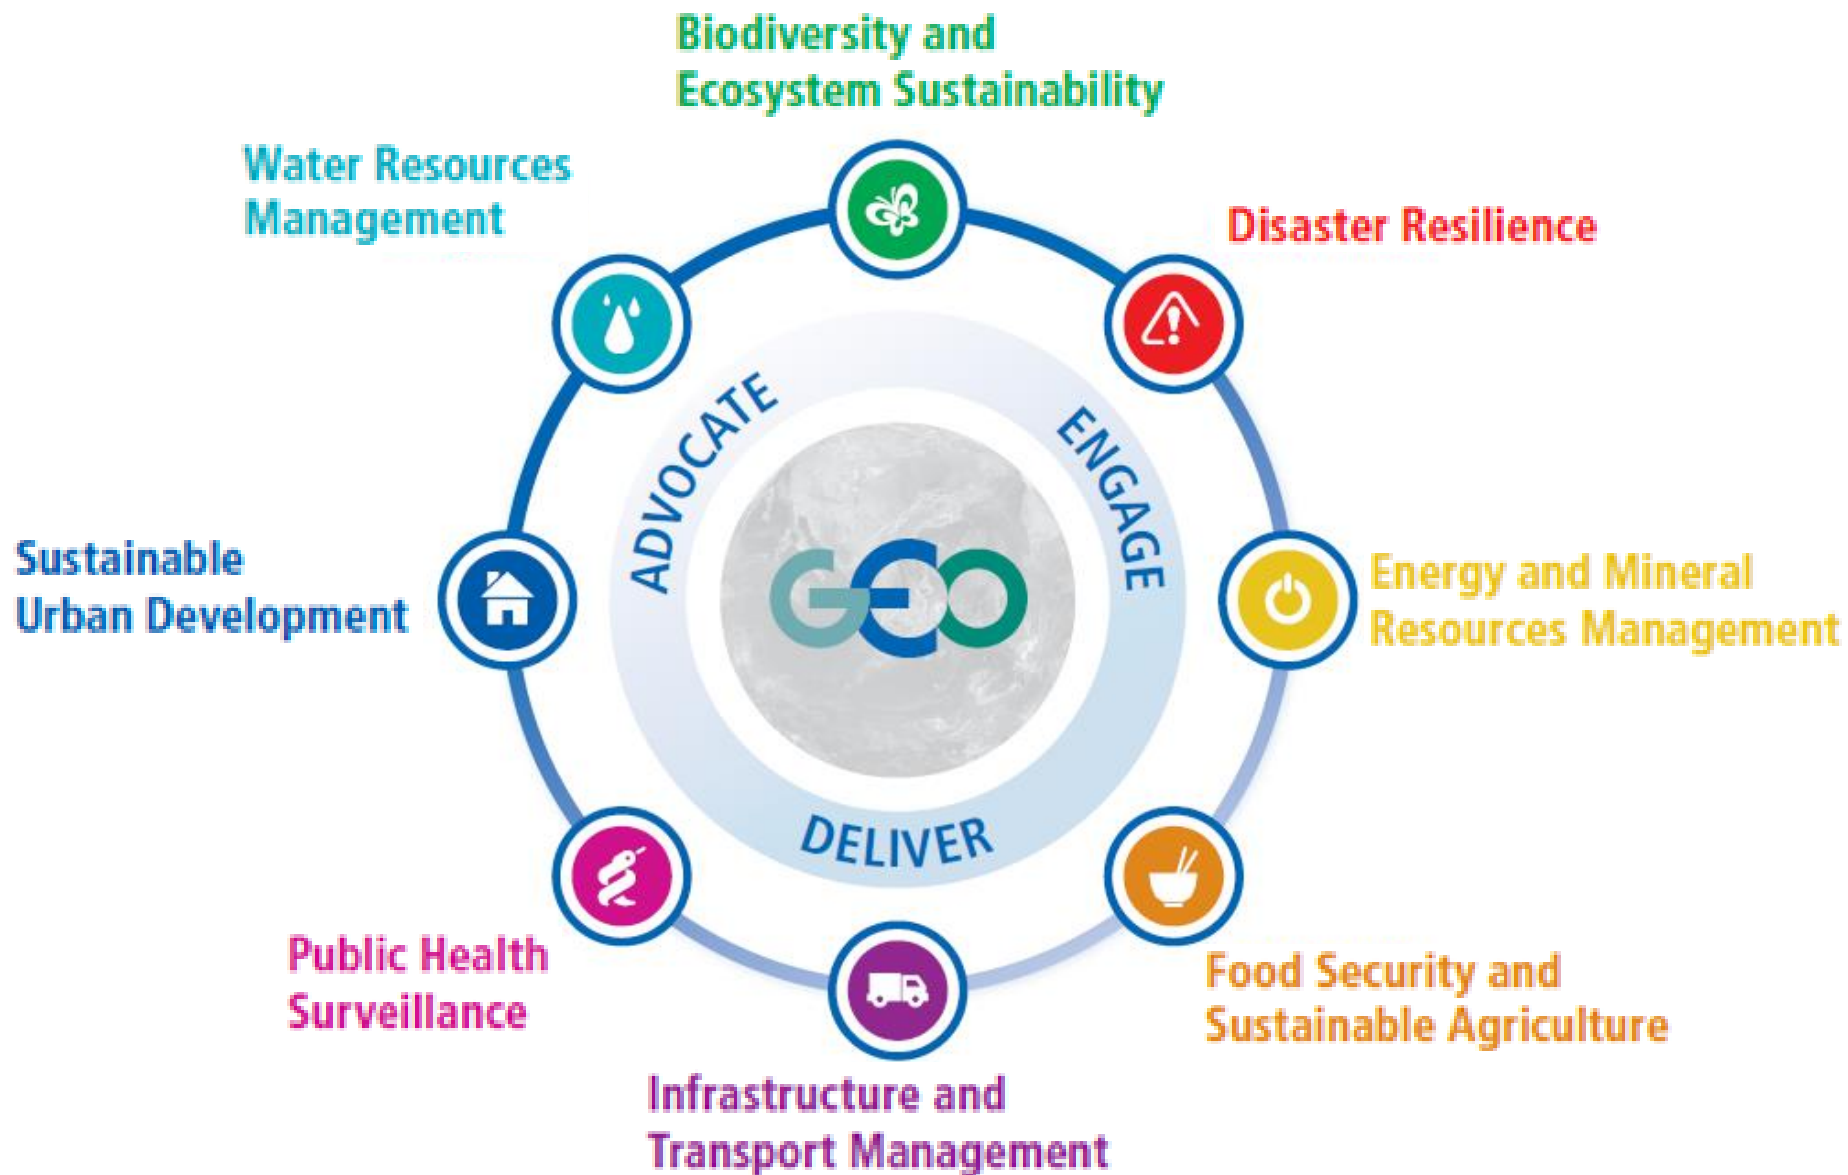 Biodiversity and
Ecosystem Sustainability
Water Resources
Management
Disaster Resilience
ADVOCATE
ENGAGE
GEO
Sustainable
Urban Development
Energy and Mineral
Resources Management
DELIVER
Public Health
Surveillance
Food Security and
Sustainable Agriculture
Infrastructure and
Transport Management